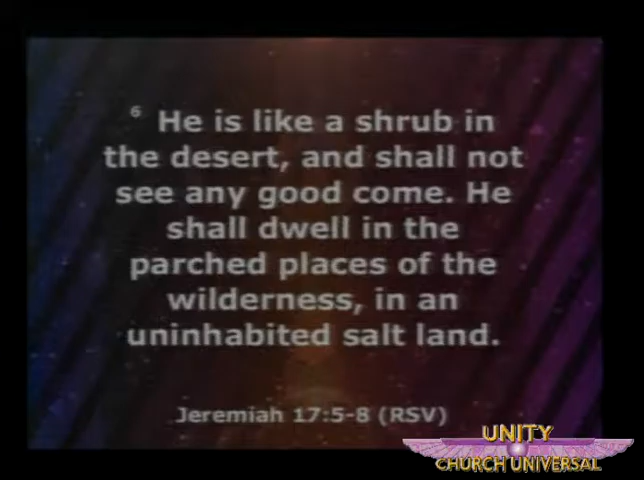 6 He is like a shrub in
the desert, and shall not
see any good come. He
shall dwell in the
parched places of the
wilderness, in an
uninhabited salt land.
Jeremiah 17:5-8 (RSV)
UNITY
CHURCH UNIVERSAL